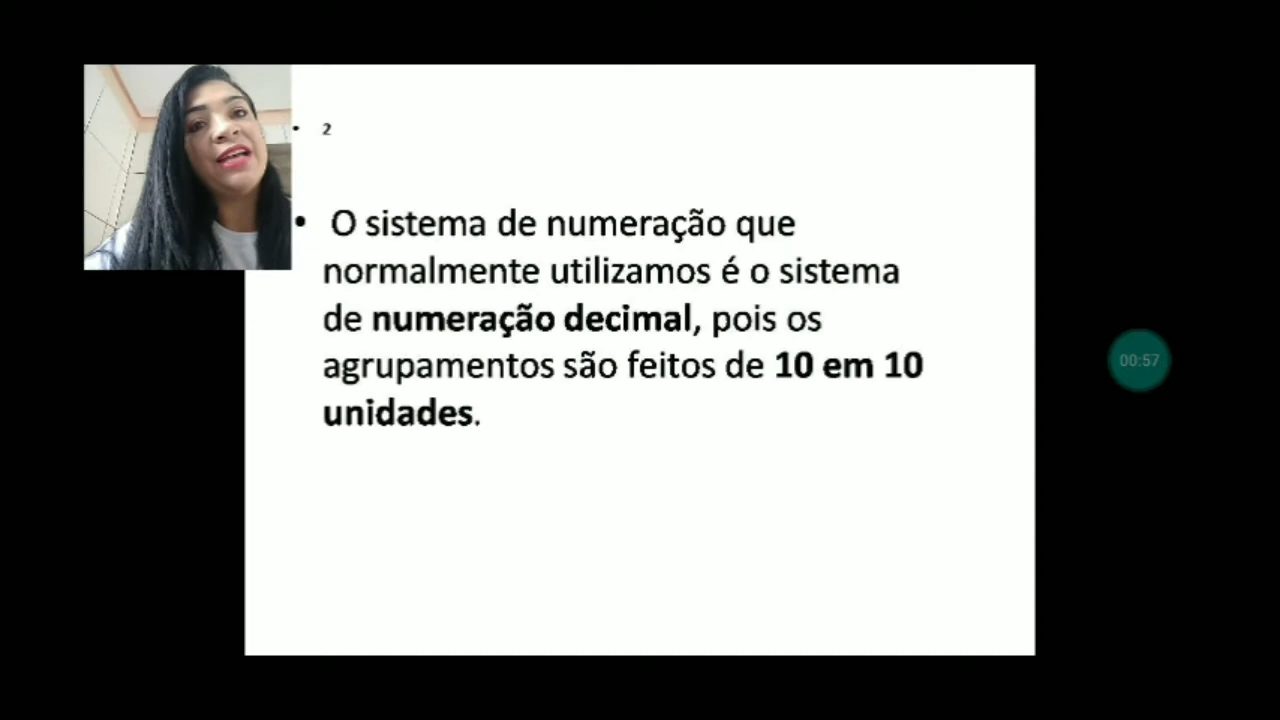 • 2
• O sistema de numeração que
normalmente utilizamos é o sistema
de numeração decimal, pois os
agrupamentos são feitos de 10 em 10
unidades.
00:57